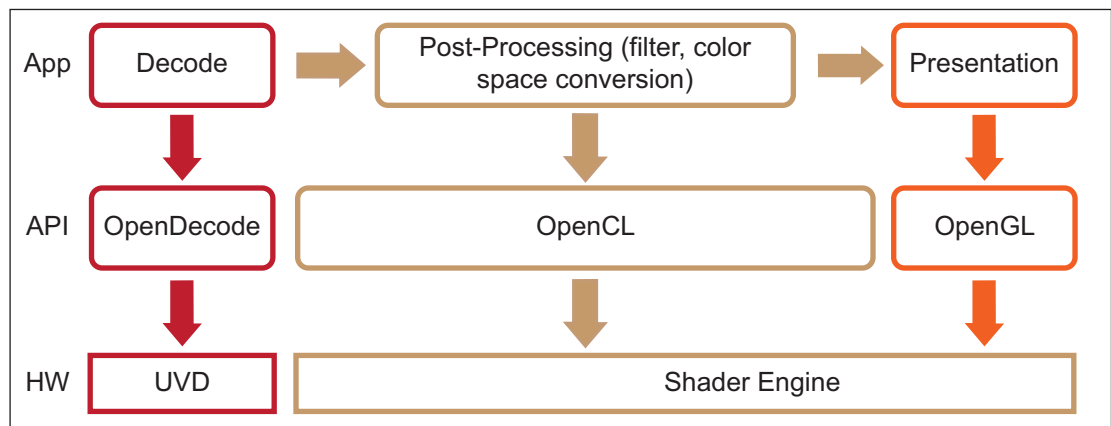 App
Decode
Post-Processing (filter, color
space conversion)
Presentation
API
OpenDecode
OpenCL
OpenGL
HW
UVD
Shader Engine